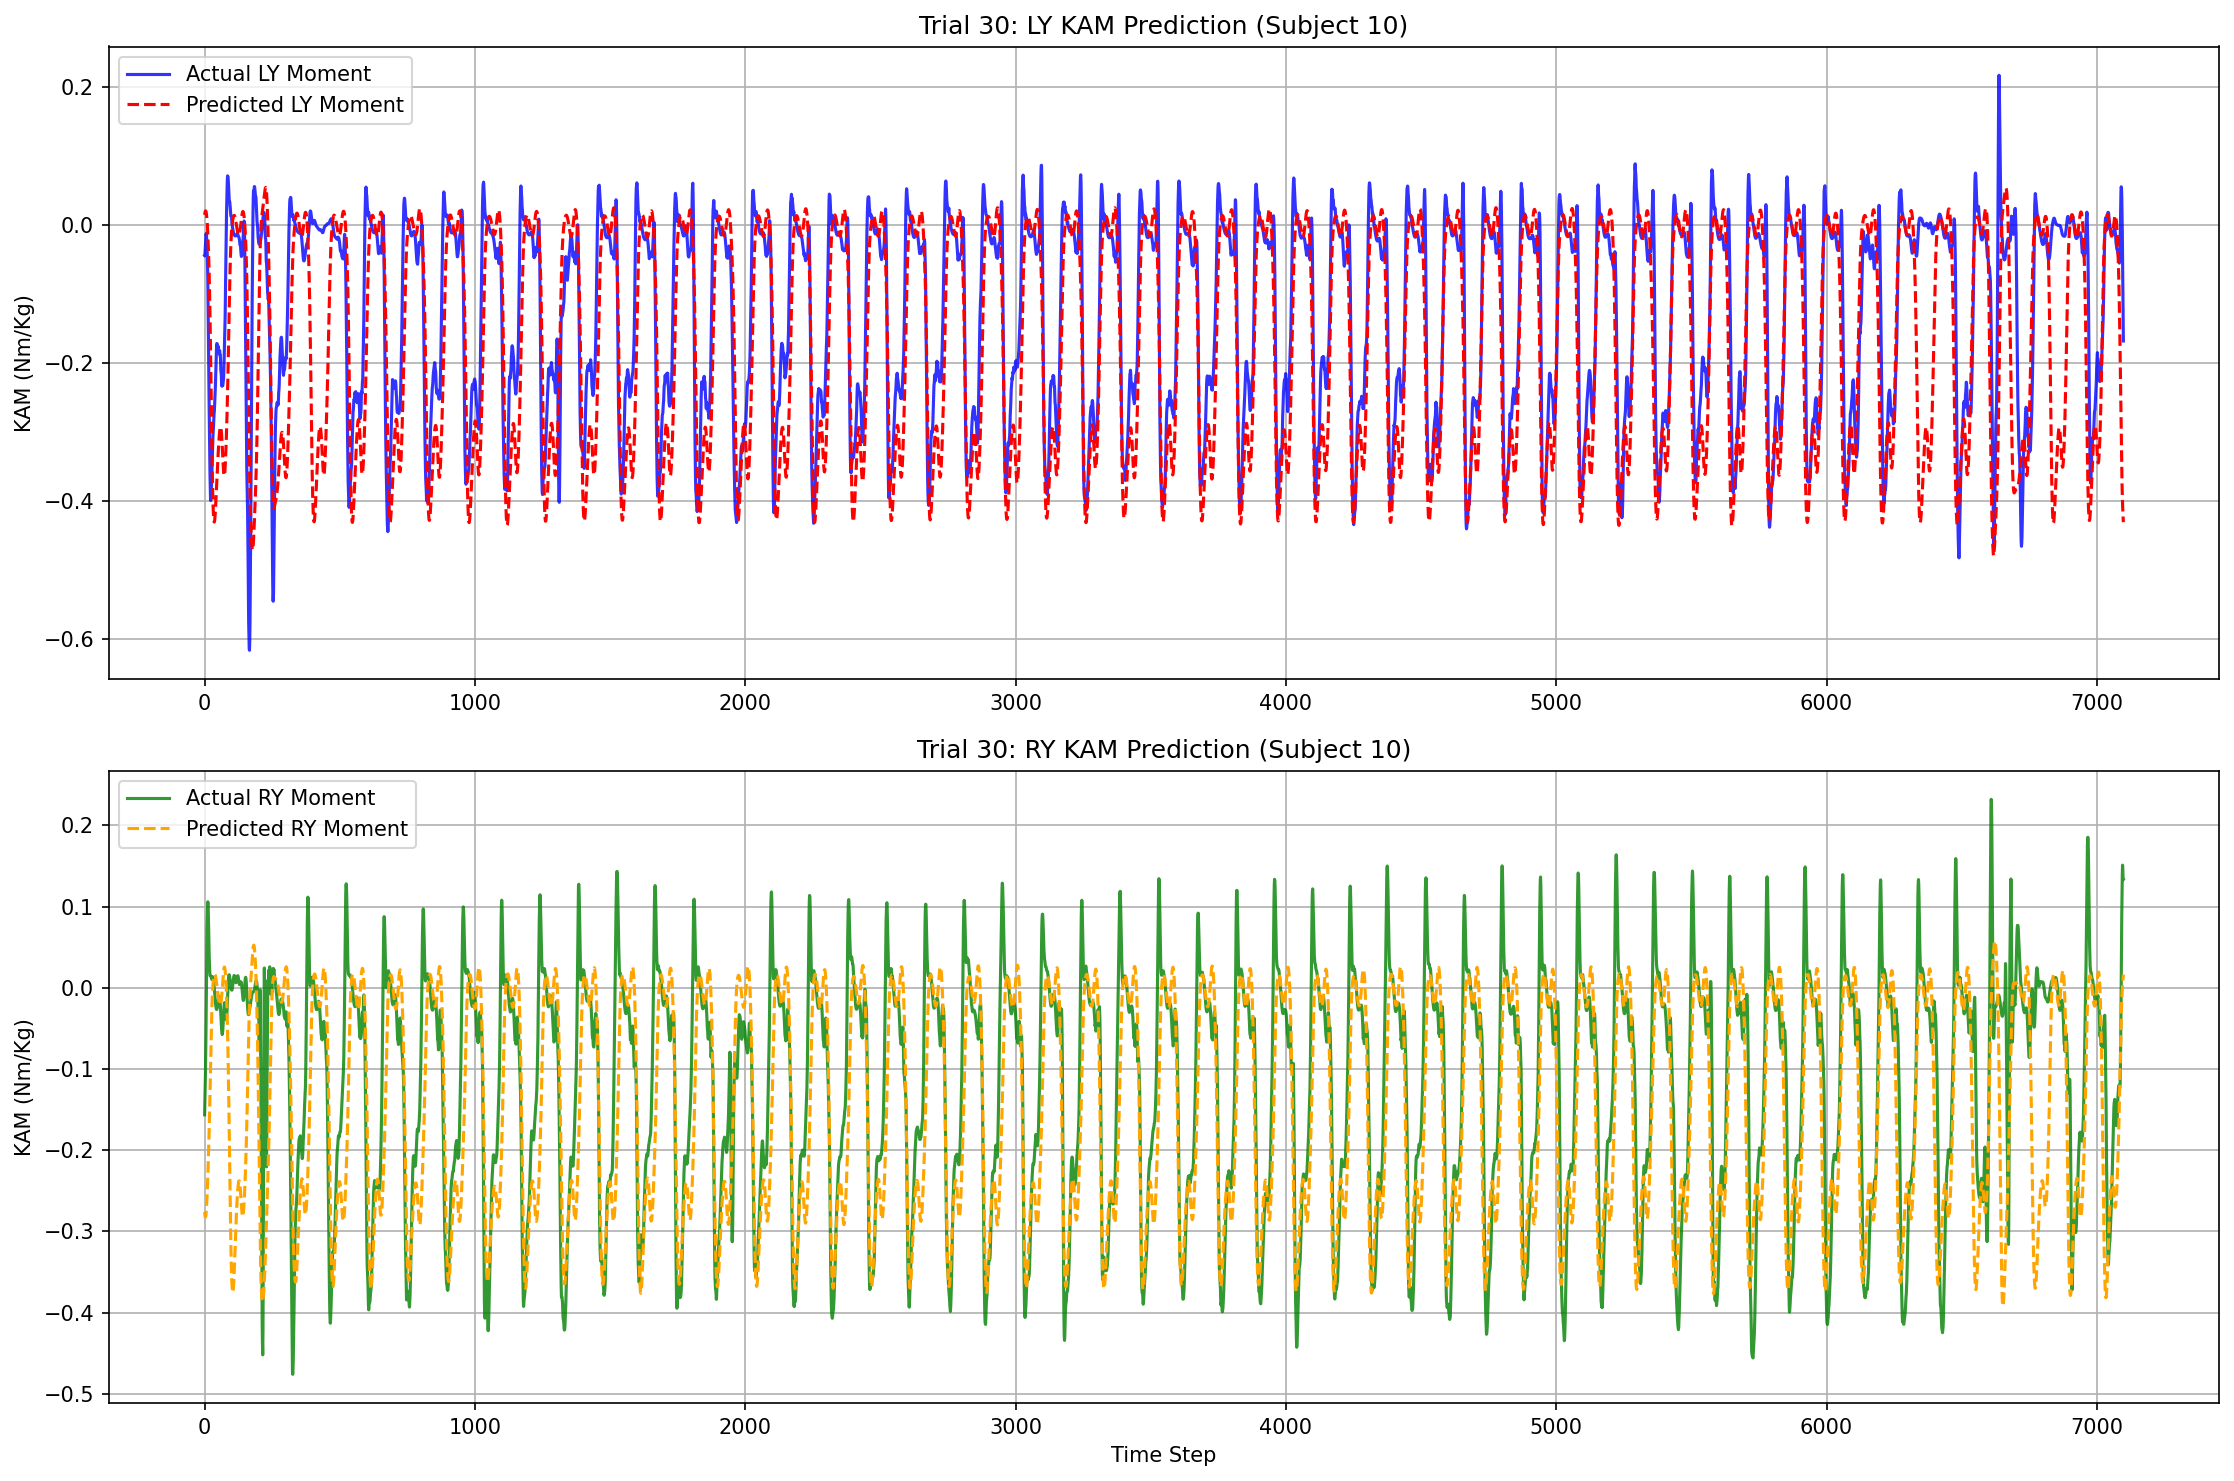 Trial 30: LY KAM Prediction (Subject 10)
Actual LY Moment
Predicted LY Moment
KAM (Nm/Kg)
0.2
0.0
−0.2
−0.4
−0.6
0 1000 2000 3000 4000 5000 6000 7000
Trial 30: RY KAM Prediction (Subject 10)
Actual RY Moment
Predicted RY Moment
KAM (Nm/Kg)
0.2
0.1
0.0
−0.1
−0.2
−0.3
−0.4
−0.5
0 1000 2000 3000 4000 5000 6000 7000
Time Step